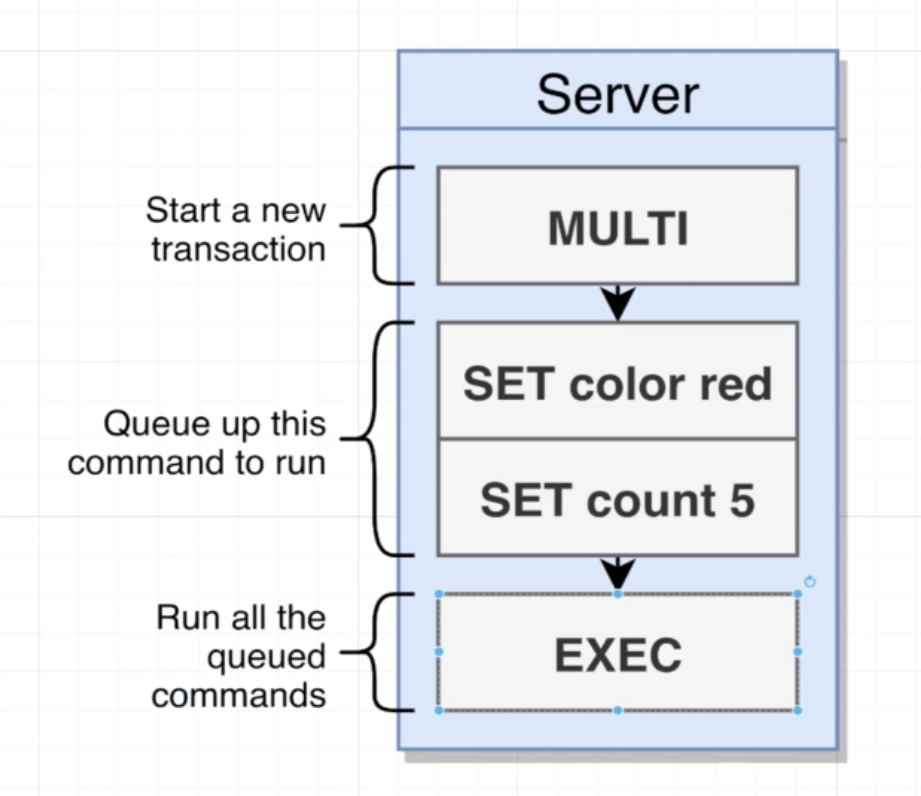 Server
Start a new
transaction
MULTI
Queue up this
command to run
SET color red
SET count 5
Run all the
queued
commands
EXEC